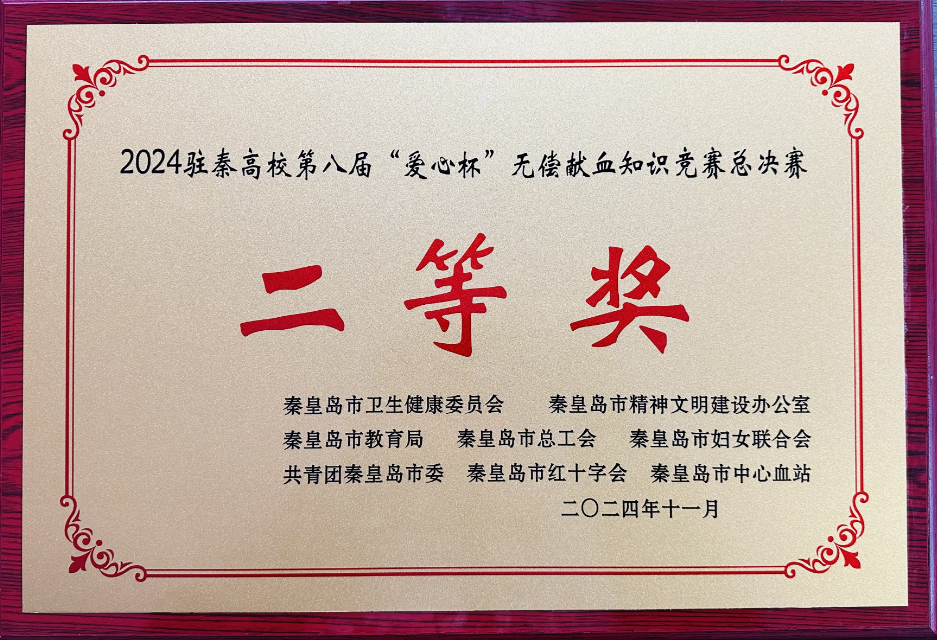 2024驻秦高校第八届“爱心杯”无偿献血知识竞赛总决赛
二等奖
秦皇岛市卫生健康委员会 秦皇岛市精神文明建设办公室
秦皇岛市教育局 秦皇岛市总工会 秦皇岛市妇女联合会
共青团秦皇岛市委 秦皇岛市红十字会 秦皇岛市中心血站
二〇二四年十一月